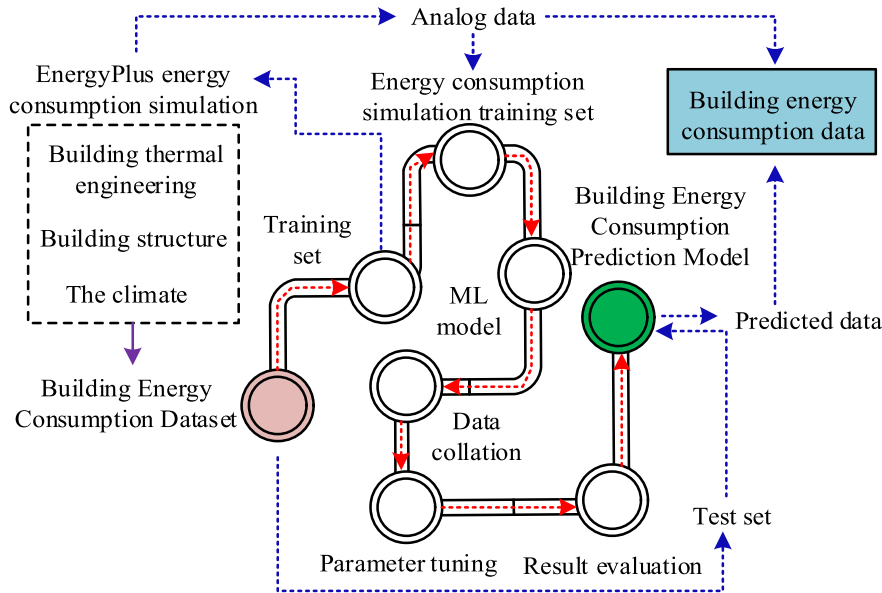 Analog data
EnergyPlus energy
consumption simulation
Energy consumption
simulation training set
Building energy
consumption data
Building thermal
engineering
Building structure
The climate
Training
set
Building Energy
Consumption
Prediction Model
ML
model
Predicted data
Building Energy
Consumption Dataset
Data
collation
Test set
Parameter tuning
Result evaluation